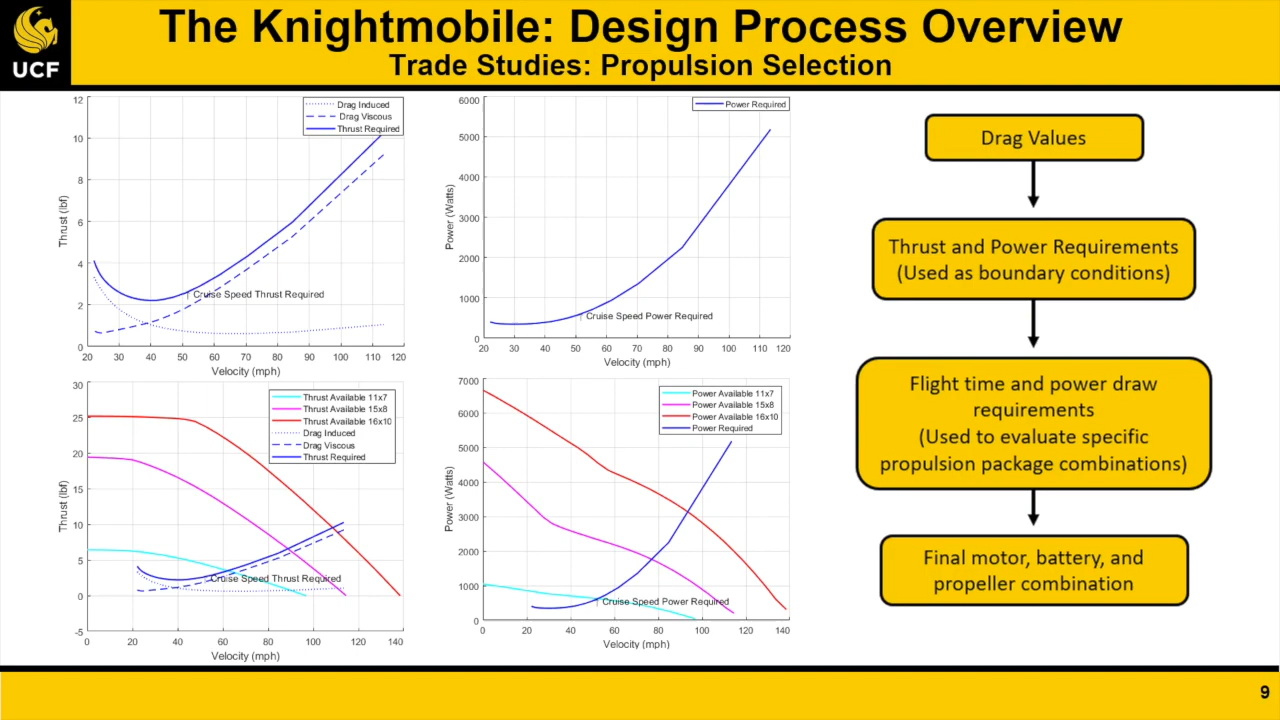 The Knightmobile: Design Process Overview
Trade Studies: Propulsion Selection
UCF
12
10
8
6
4
2
0
Thrust (lbf)
Drag Induced
Drag Viscous
Thrust Required
Cruise Speed Thrust Required
20 30 40 50 60 70 80 90 100 110 120
Velocity (mph)
6000
5000
4000
3000
2000
1000
0
Power (Watts)
Power Required
Cruise Speed Power Required
20 30 40 50 60 70 80 90 100 110 120
Velocity (mph)
30
25
20
15
10
5
0
-5
Thrust (lbf)
Thrust Available 11x7
Thrust Available 15x8
Thrust Available 16x10
Drag Induced
Drag Viscous
Thrust Required
Cruise Speed Thrust Required
0 20 40 60 80 100 120 140
Velocity (mph)
7000
6000
5000
4000
3000
2000
1000
0
Power (Watts)
Power Available 11x7
Power Available 15x8
Power Available 16x10
Power Required
Cruise Speed Power Required
0 20 40 60 80 100 120 140
Velocity (mph)
Drag Values
Thrust and Power Requirements
(Used as boundary conditions)
Flight time and power draw
requirements
(Used to evaluate specific
propulsion package combinations)
Final motor, battery, and
propeller combination
9